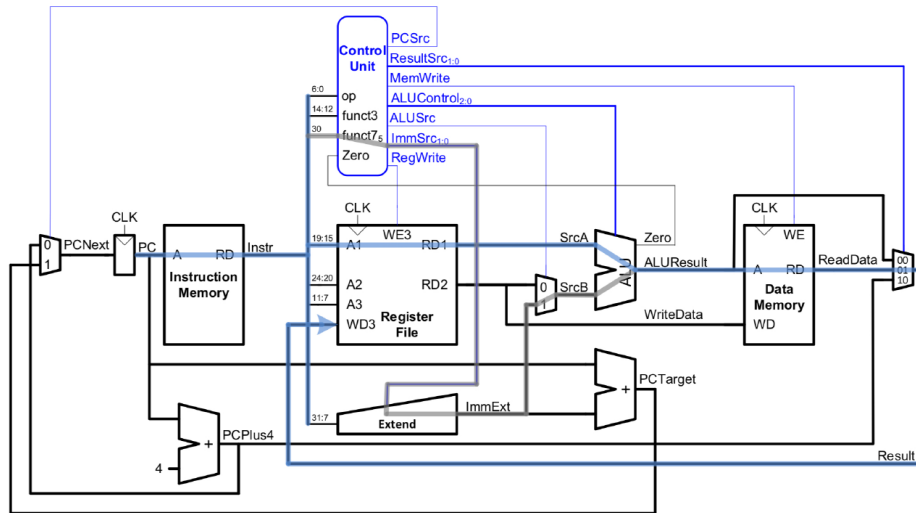 PCSrc
Control
Unit
ResultSrc1:0
MemWrite
6:0
op
ALUControl2:0
14:12
funct3
ALUSrc
30
funct75
ImmSrc1:0
Zero
RegWrite
CLK
0
1
PCNext
PC
A
RD
Instr
Instruction
Memory
CLK
WE3
19:15
A1
RD1
24:20
A2
RD2
11:7
A3
WD3
Register
File
0
1
SrcA
SrcB
ALU
Zero
ALUResult
WriteData
CLK
WE
A
RD
Data
Memory
WD
ReadData
00
01
10
31:7
Extend
ImmExt
+
PCTarget
+
PCPlus4
4
Result